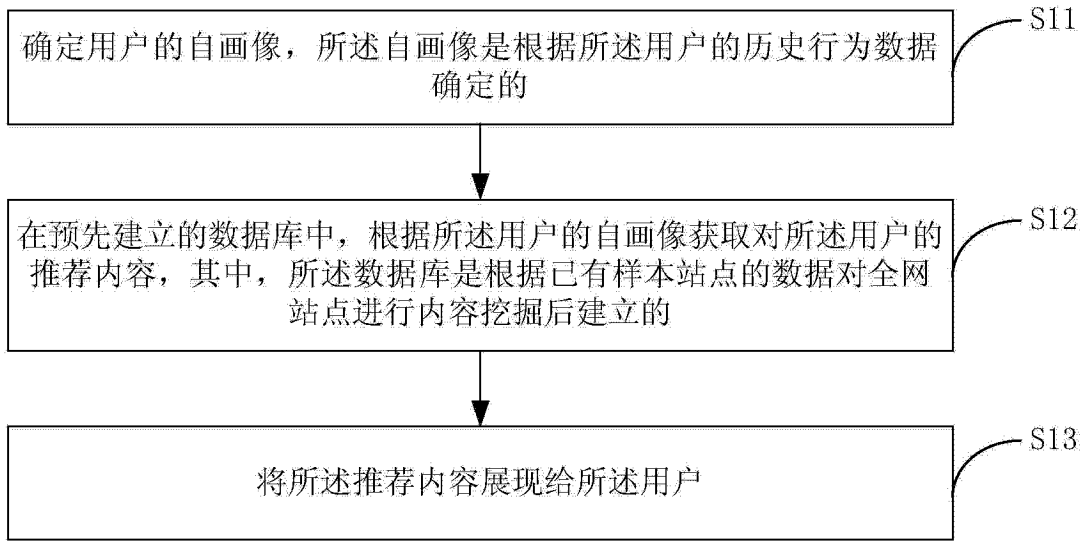 S11
确定用户的自画像，所述自画像是根据所述用户的历史行为数据
确定的
S12
在预先建立的数据库中，根据所述用户的自画像获取对所述用户的
推荐内容，其中，所述数据库是根据已有样本站点的数据对全网
站点进行内容挖掘后建立的
S13
将所述推荐内容展现给所述用户